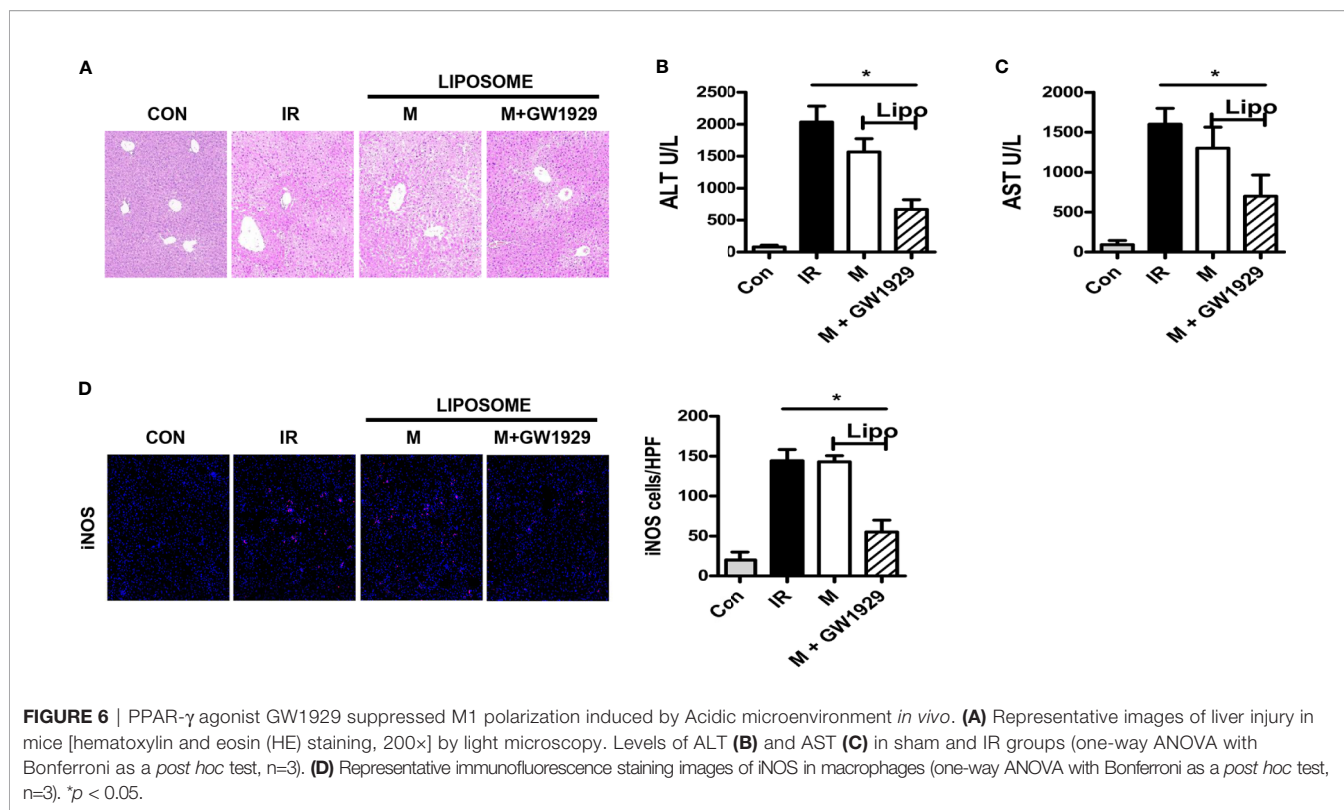 A
LIPOSOME
CON IR M M+GW1929
B
*
Lipo
ALT U/L
2500
2000
1500
1000
500
0
Con IR M M + GW1929
C
*
Lipo
AST U/L
2000
1500
1000
500
0
Con IR M M + GW1929
D
LIPOSOME
CON IR M M+GW1929
iNOS
*
Lipo
iNOS cells/HPF
200
150
100
50
0
Con IR M M + GW1929
FIGURE 6 | PPAR-γ agonist GW1929 suppressed M1 polarization induced by Acidic microenvironment in vivo. (A) Representative images of liver injury in
mice [hematoxylin and eosin (HE) staining, 200×] by light microscopy. Levels of ALT (B) and AST (C) in sham and IR groups (one-way ANOVA with
Bonferroni as a post hoc test, n=3). (D) Representative immunofluorescence staining images of iNOS in macrophages (one-way ANOVA with Bonferroni as a post hoc test,
n=3). *p < 0.05.